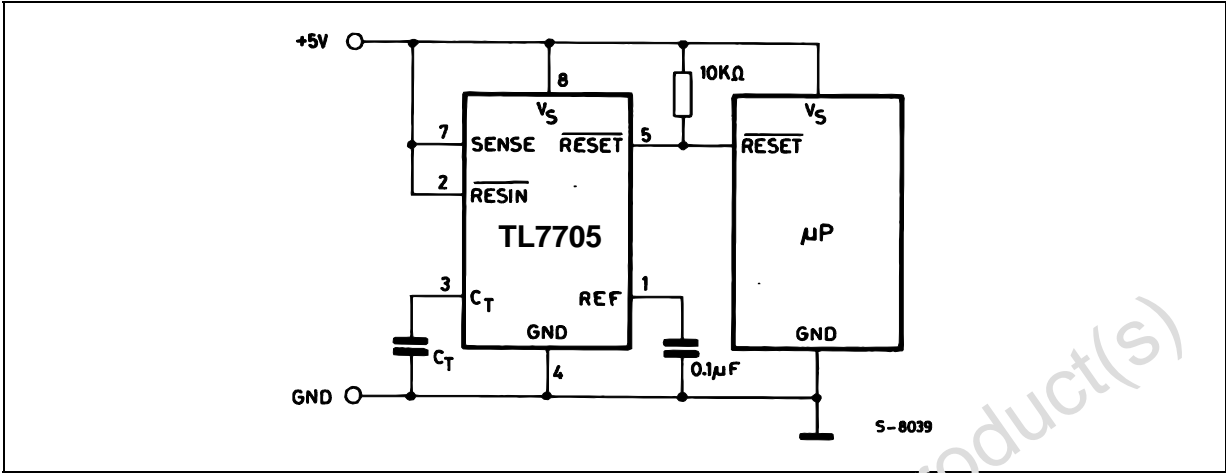 +5V
8
10KΩ
V_S
V_S
7
SENSE
RESET
5
RESET
2
RESIN
TL7705
μP
3
C_T
REF
1
GND
GND
C_T
4
0.1μF
GND
S-8039
roduct(s)